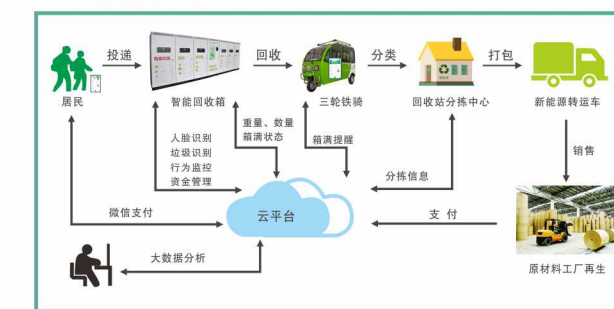 投递
回收
分类
打包
居民
智能回收箱
三轮铁骑
回收站分拣中心
新能源转运车
人脸识别
垃圾识别
行为监控
资金管理
重量、数量
箱满状态
箱满提醒
分拣信息
销售
微信支付
云平台
支 付
大数据分析
原材料工厂再生